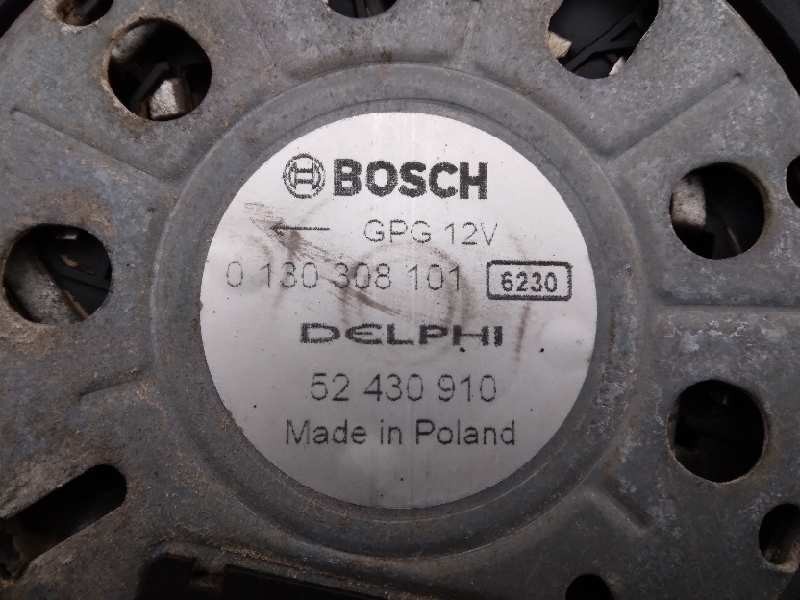 BOSCH
GPG 12V
0 130 308 101 6230
DELPHI
52 430 910
Made in Poland